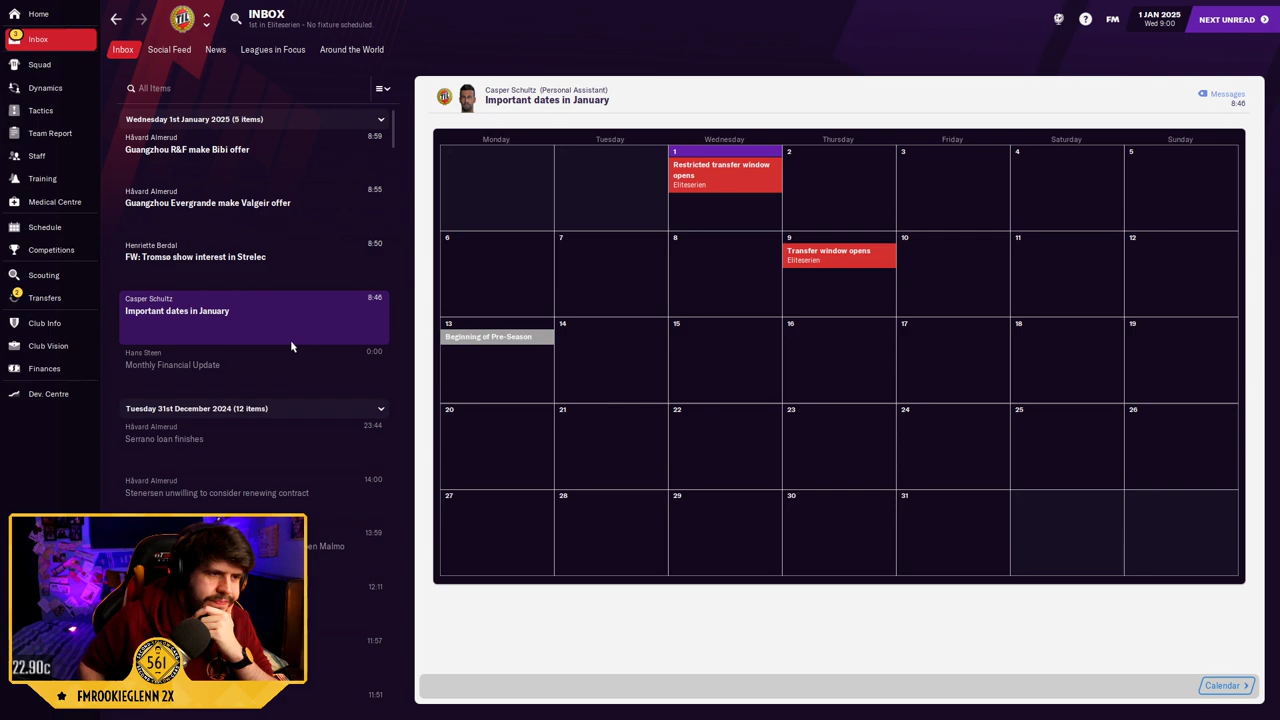 Home
3
Inbox
Squad
Dynamics
Tactics
Team Report
Staff
Training
Medical Centre
Schedule
Competitions
Scouting
2
Transfers
Club Info
Club Vision
Finances
Dev. Centre
TIL
INBOX
1st in Eliteserien - No fixture scheduled.
?
FM
1 JAN 2025
Wed 9:00
NEXT UNREAD
Inbox
Social Feed
News
Leagues in Focus
Around the World
All Items
Wednesday 1st January 2025 (5 items)
Håvard Almerud
8:59
Guangzhou R&F make Bibi offer
Håvard Almerud
8:55
Guangzhou Evergrande make Valgeir offer
Henriette Berdal
8:50
FW: Tromsø show interest in Strelec
Casper Schultz
8:46
Important dates in January
Hans Steen
0:00
Monthly Financial Update
Tuesday 31st December 2024 (12 items)
Håvard Almerud
23:44
Serrano loan finishes
Håvard Almerud
14:00
Stenersen unwilling to consider renewing contract
13:59
en Malmo
12:11
11:57
11:51
Casper Schultz (Personal Assistant)
Important dates in January
Messages
8:46
Monday Tuesday Wednesday Thursday Friday Saturday Sunday
1 2 3 4 5
Restricted transfer window
opens
Eliteserien
6 7 8 9 10 11 12
Transfer window opens
Eliteserien
13 14 15 16 17 18 19
Beginning of Pre-Season
20 21 22 23 24 25 26
27 28 29 30 31
Calendar
22.90c
561
FMROOKIEGLENN 2X